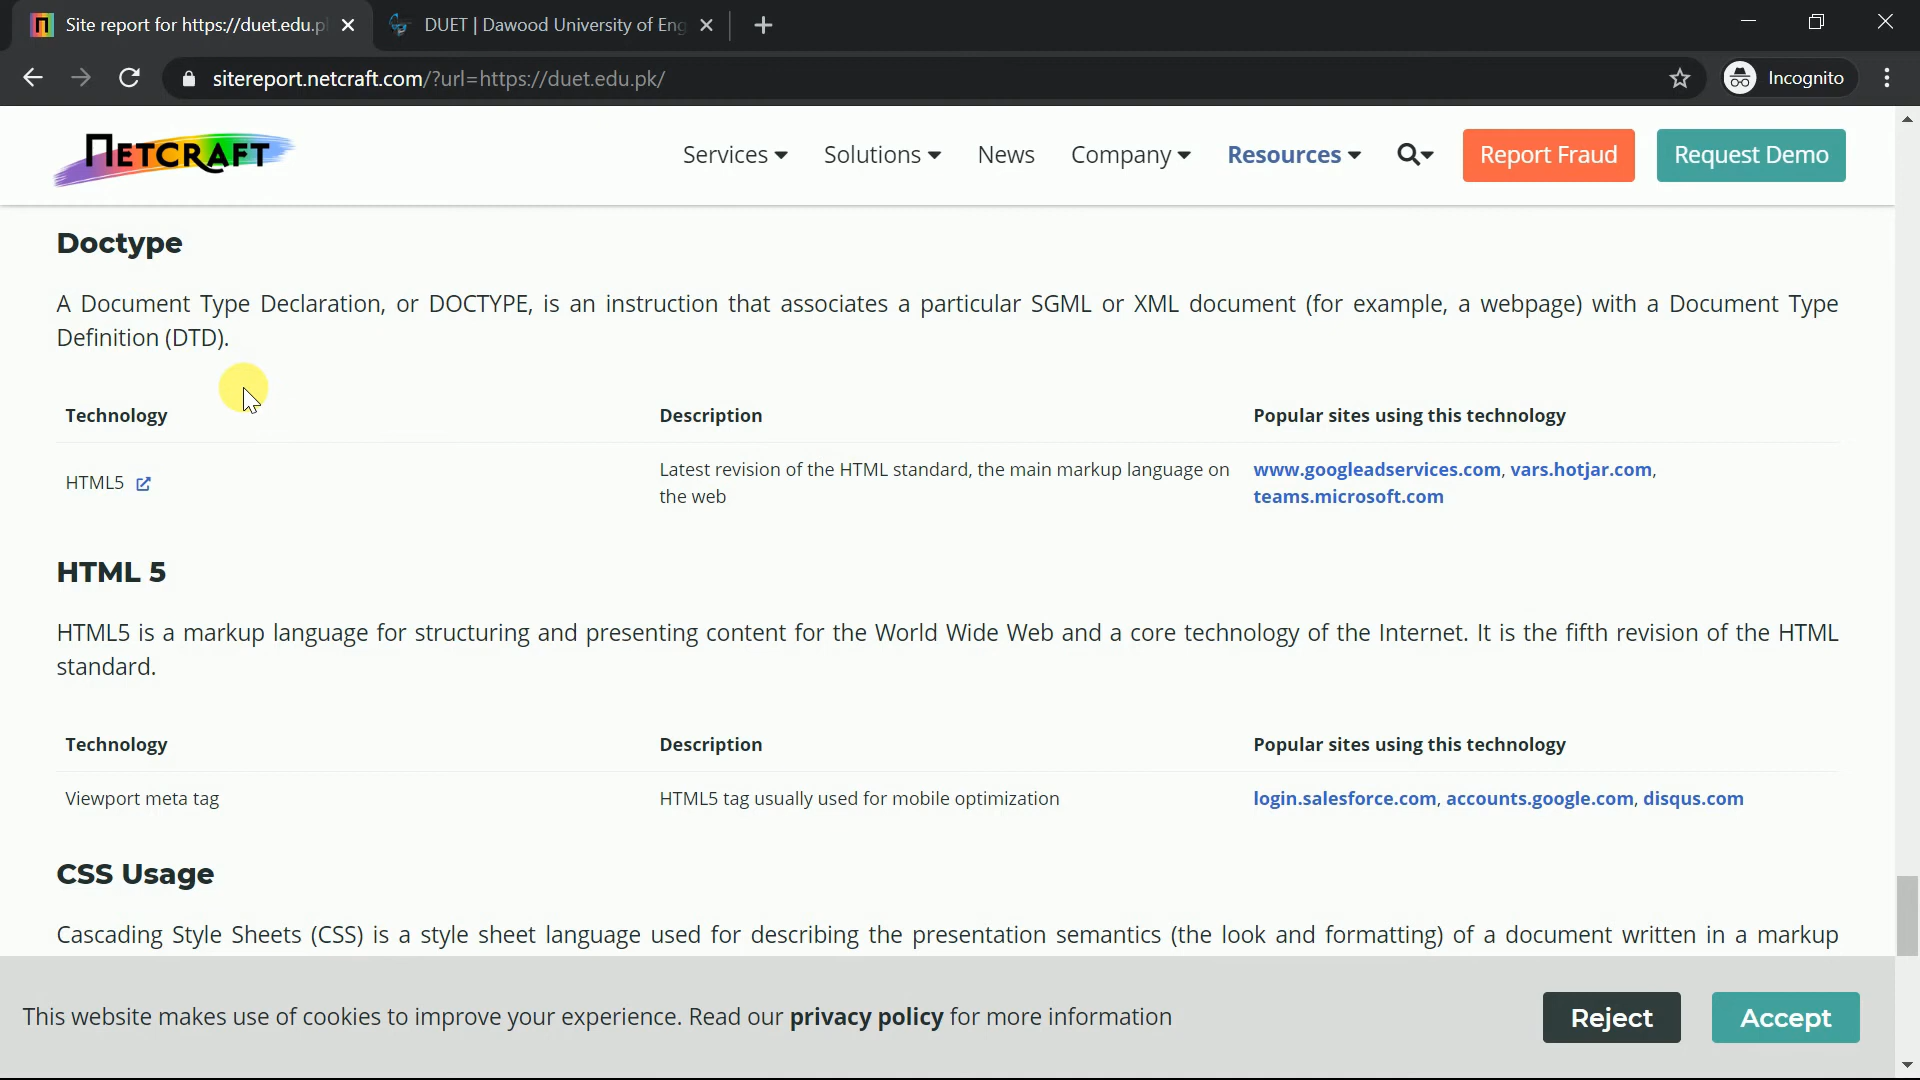 Site report for https://duet.edu.p
DUET | Dawood University of Eng
sitereport.netcraft.com/?url=https://duet.edu.pk/
Incognito
NETCRAFT
Services
Solutions
News
Company
Resources
Report Fraud
Request Demo
Doctype
A Document Type Declaration, or DOCTYPE, is an instruction that associates a particular SGML or XML document (for example, a webpage) with a Document Type
Definition (DTD).
Technology Description Popular sites using this technology
HTML5 Latest revision of the HTML standard, the main markup language on www.googleadservices.com, vars.hotjar.com,
the web teams.microsoft.com
HTML 5
HTML5 is a markup language for structuring and presenting content for the World Wide Web and a core technology of the Internet. It is the fifth revision of the HTML
standard.
Technology Description Popular sites using this technology
Viewport meta tag HTML5 tag usually used for mobile optimization login.salesforce.com, accounts.google.com, disqus.com
CSS Usage
Cascading Style Sheets (CSS) is a style sheet language used for describing the presentation semantics (the look and formatting) of a document written in a markup
This website makes use of cookies to improve your experience. Read our privacy policy for more information
Reject
Accept